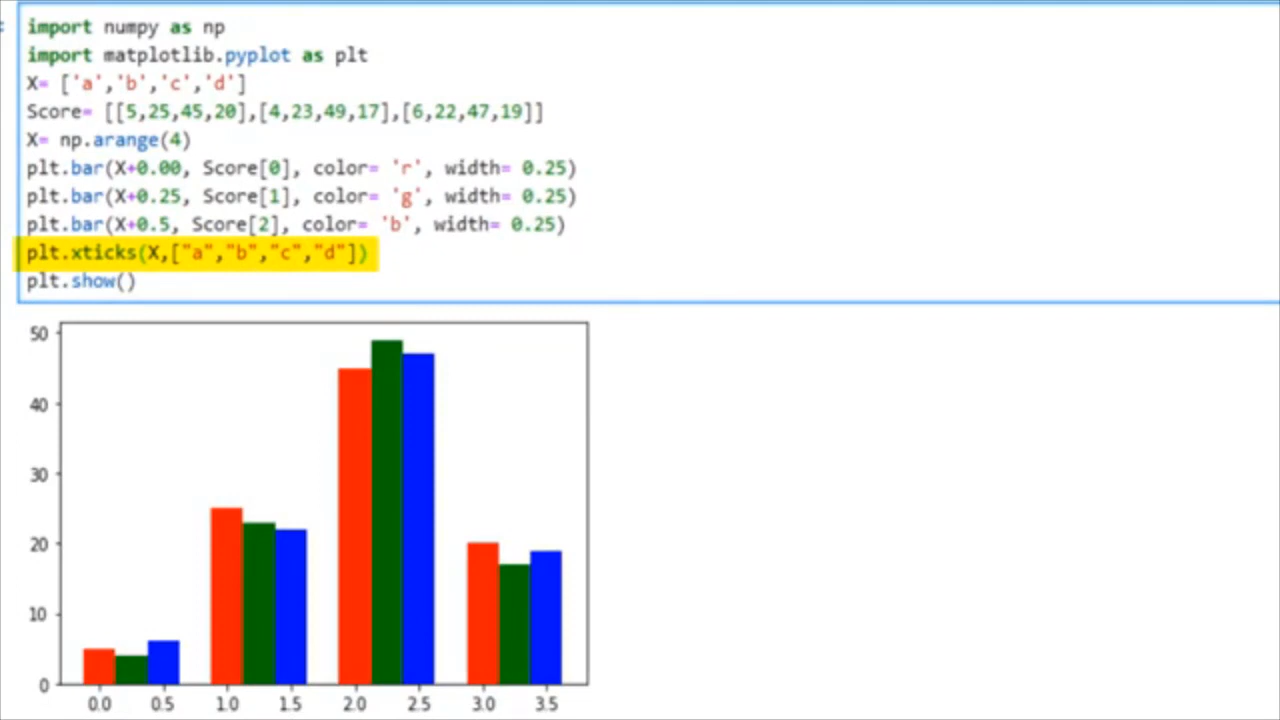 import numpy as np
import matplotlib.pyplot as plt
X= ['a','b','c','d']
Score= [[5,25,45,20],[4,23,49,17],[6,22,47,19]]
X= np.arange(4)
plt.bar(X+0.00, Score[0], color= 'r', width= 0.25)
plt.bar(X+0.25, Score[1], color= 'g', width= 0.25)
plt.bar(X+0.5, Score[2], color= 'b', width= 0.25)
plt.xticks(X,["a","b","c","d"])
plt.show()
50
40
30
20
10
0
0.0 0.5 1.0 1.5 2.0 2.5 3.0 3.5